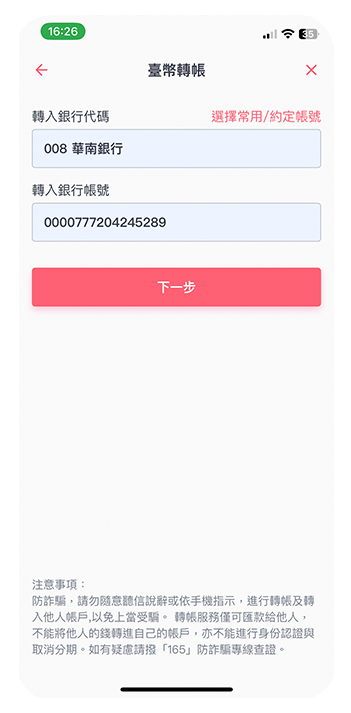 16:26
35
臺幣轉帳
轉入銀行代碼
選擇常用/約定帳號
008 華南銀行
轉入銀行帳號
0000777204245289
下一步
注意事項：
防詐騙，請勿隨意聽信說辭或依手機指示，進行轉帳及轉
入他人帳戶,以免上當受騙。 轉帳服務僅可匯款給他人，
不能將他人的錢轉進自己的帳戶，亦不能進行身份認證與
取消分期。如有疑慮請撥「165」防詐騙專線查證。